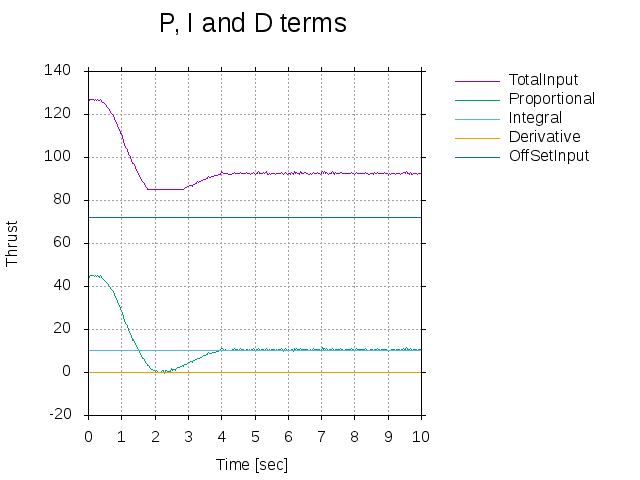 P, I and D terms
140
120
100
80
60
40
20
0
-20
Thrust
0 1 2 3 4 5 6 7 8 9 10
Time [sec]
TotalInput
Proportional
Integral
Derivative
OffSetInput